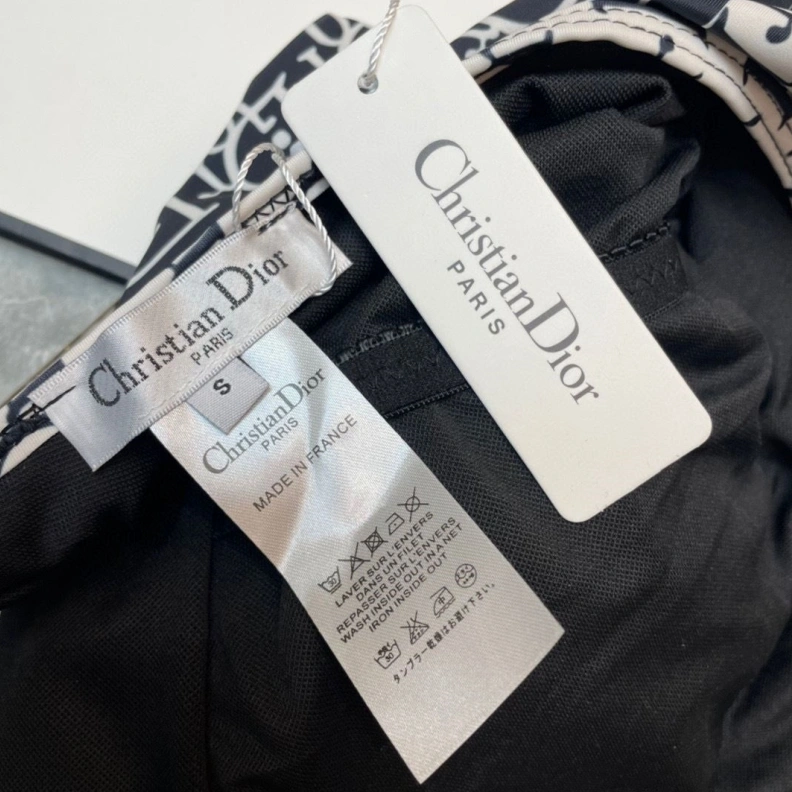 Christian Dior
PARIS
Christian Dior
PARIS
S
Christian Dior
PARIS
MADE IN FRANCE
30
LAVER SUR L'ENVERS
DANS UN FILET
REPASSER SUR L'ENVERS
WASH INSIDE OUT IN A NET
IRON INSIDE OUT
30
タンブラー乾燥はお避け下さい。